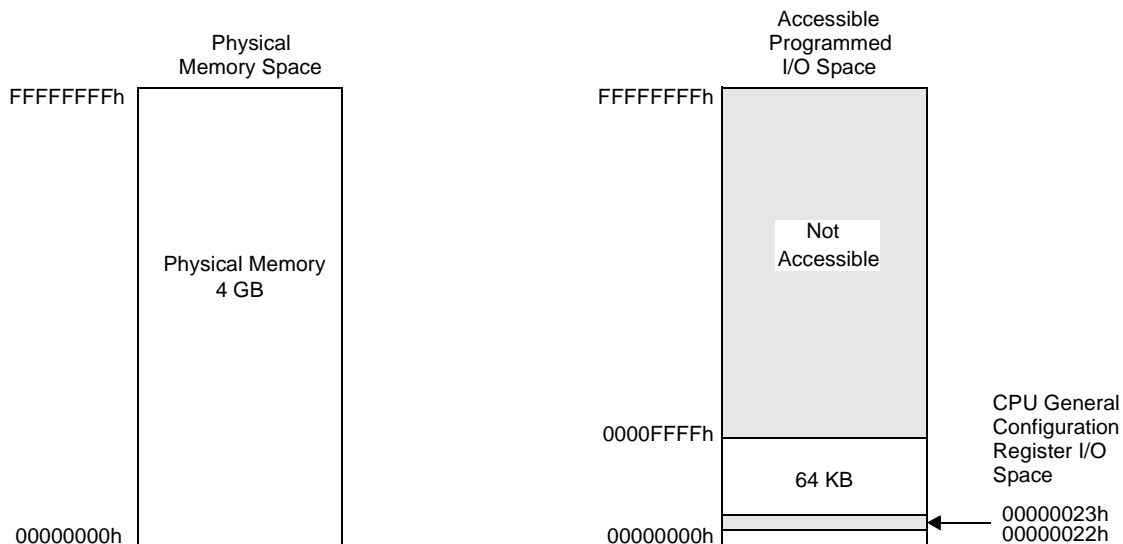 Physical
Memory Space
FFFFFFFFh
Physical Memory
4 GB
00000000h
Accessible
Programmed
I/O Space
FFFFFFFFh
Not
Accessible
0000FFFFh
64 KB
CPU General
Configuration
Register I/O
Space
00000023h
00000022h
00000000h